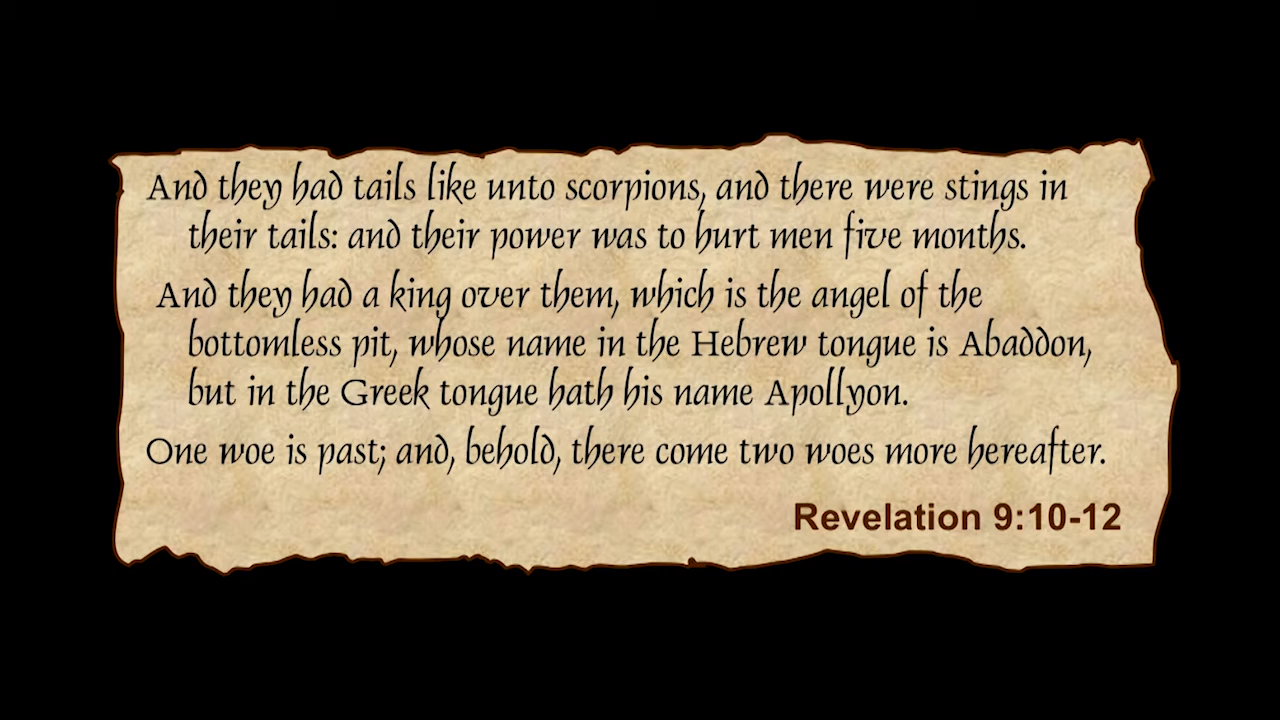 And they had tails like unto scorpions, and there were stings in
their tails: and their power was to hurt men five months.
And they had a king over them, which is the angel of the
bottomless pit, whose name in the Hebrew tongue is Abaddon,
but in the Greek tongue hath his name Apollyon.
One woe is past; and, behold, there come two woes more hereafter.
Revelation 9:10-12